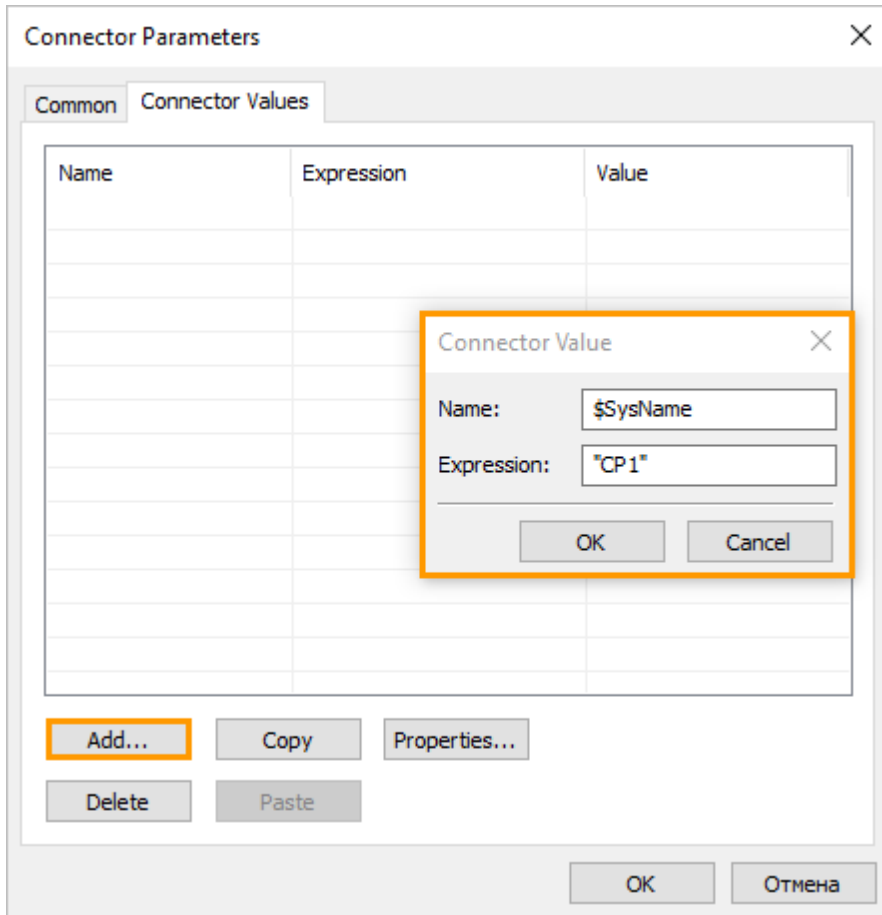 Connector Parameters
Common Connector Values
Name Expression Value
Connector Value
Name: $SysName
Expression: "CP1"
OK Cancel
Add... Copy Properties...
Delete Paste
OK Отмена